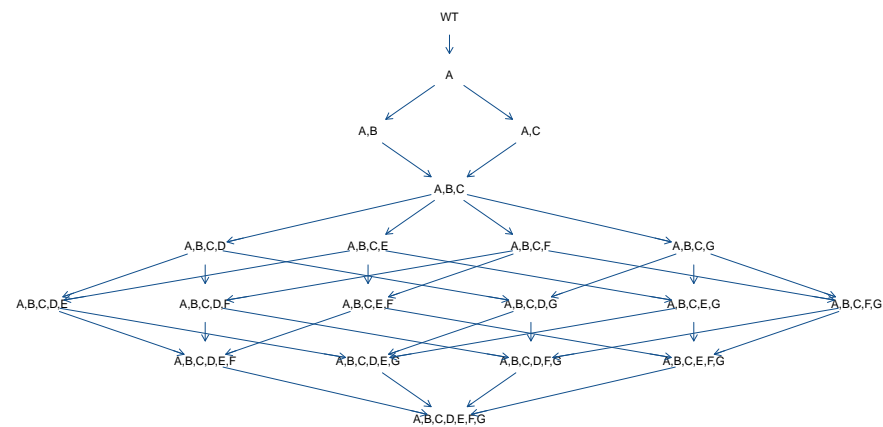 WT
A
A,B
A,C
A,B,C
A,B,C,D
A,B,C,E
A,B,C,F
A,B,C,G
A,B,C,D,E
A,B,C,D,F
A,B,C,E,F
A,B,C,D,G
A,B,C,E,G
A,B,C,F,G
A,B,C,D,E,F
A,B,C,D,E,G
A,B,C,D,F,G
A,B,C,E,F,G
A,B,C,D,E,F,G